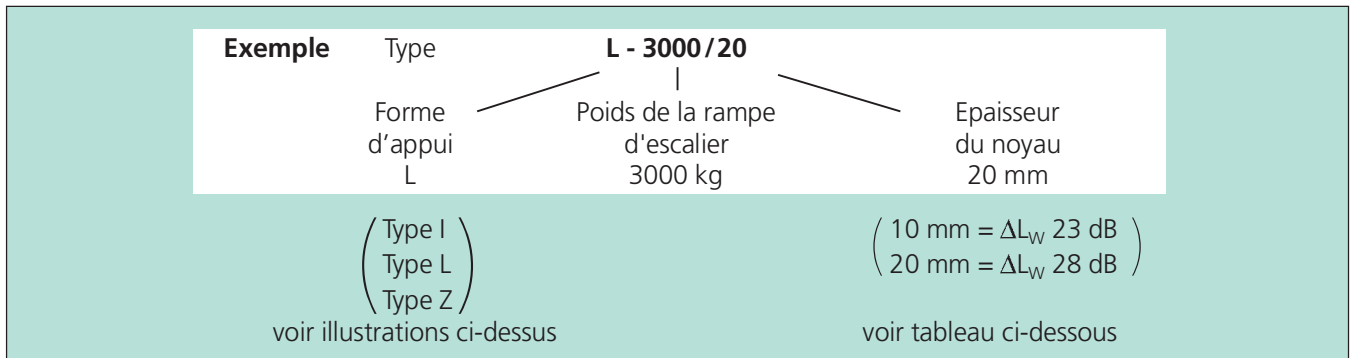 Exemple Type L - 3000/20
Forme Poids de la rampe Epaisseur
d’appui d'escalier du noyau
L 3000 kg 20 mm
Type I 10 mm = ΔLW 23 dB
Type L 20 mm = ΔLW 28 dB
Type Z
voir illustrations ci-dessus voir tableau ci-dessous